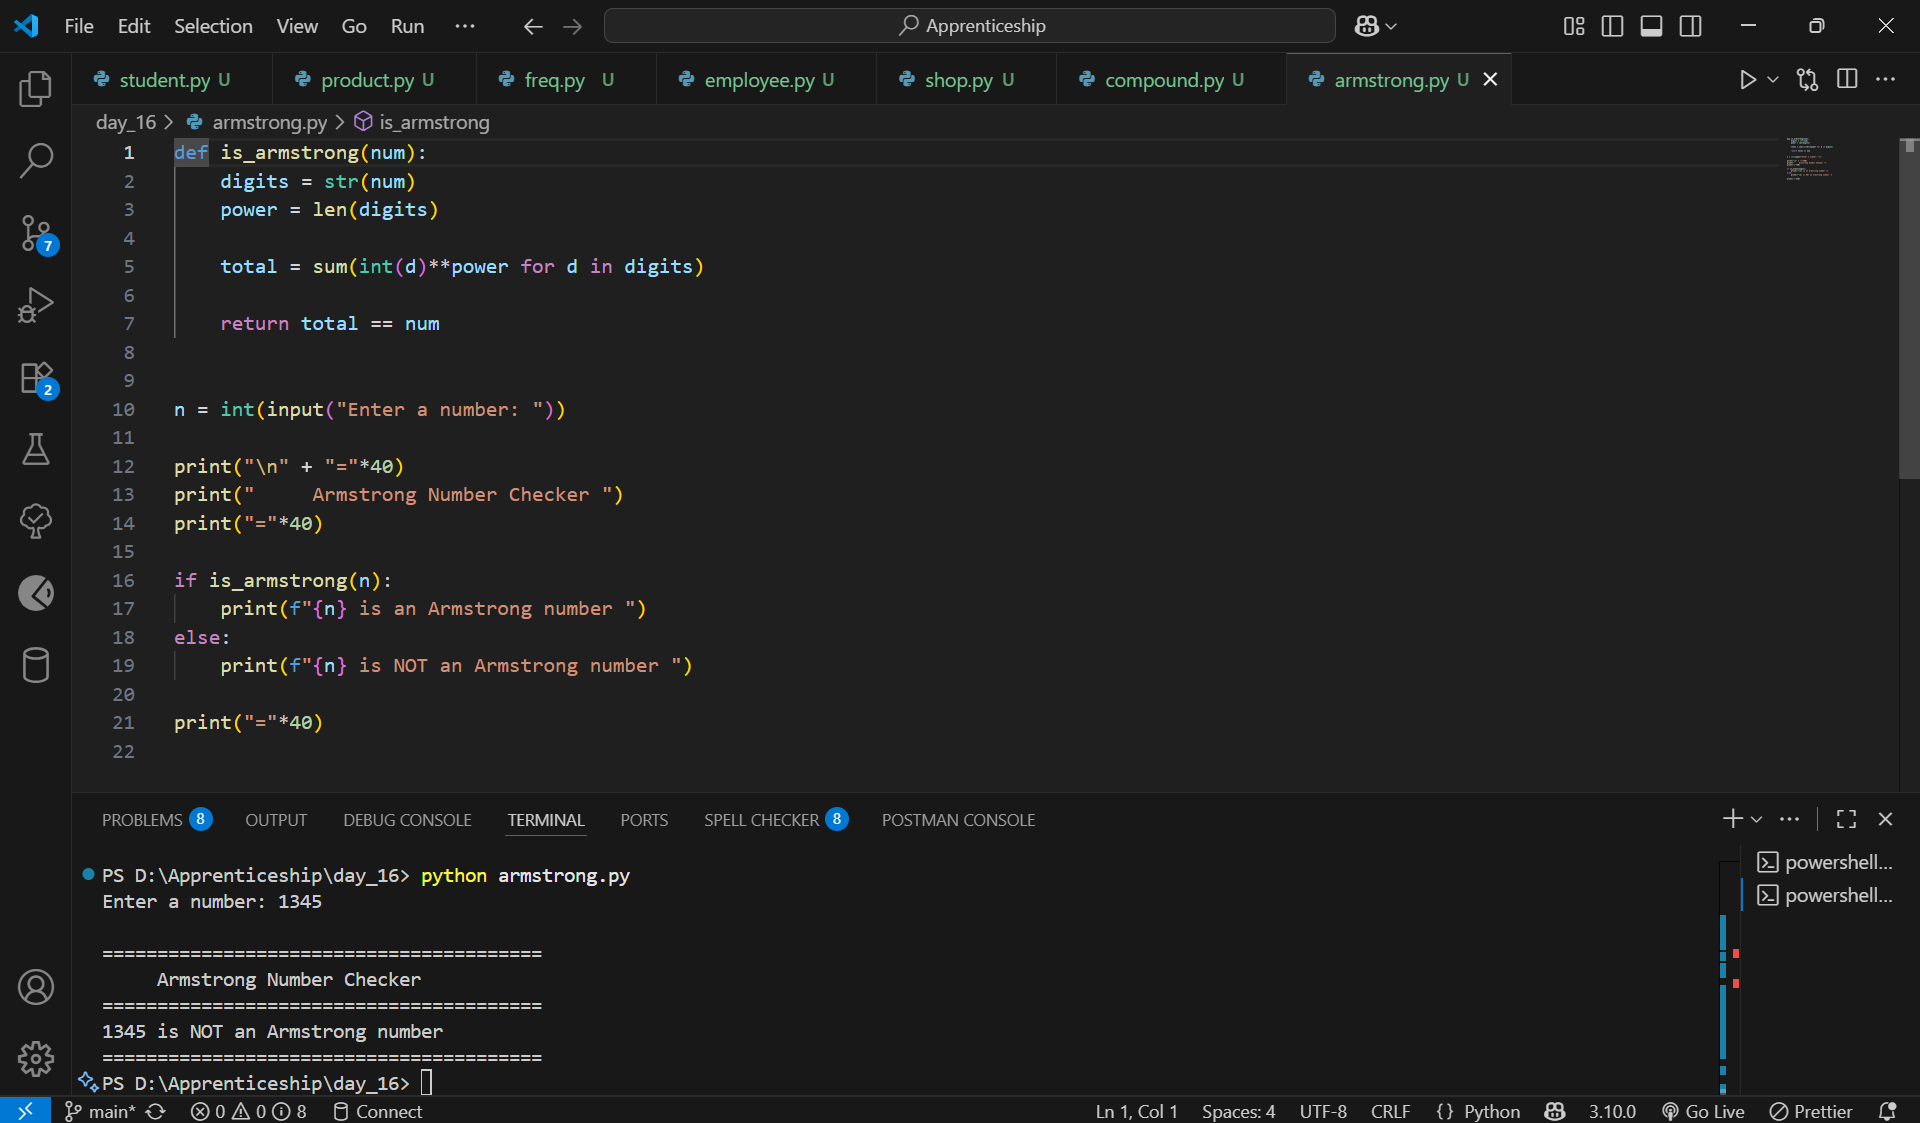 File Edit Selection View Go Run ··· Apprenticeship
student.py U product.py U freq.py U employee.py U shop.py U compound.py U armstrong.py U
day_16 > armstrong.py > is_armstrong
1 def is_armstrong(num):
2     digits = str(num)
3     power = len(digits)
4
5     total = sum(int(d)**power for d in digits)
6
7     return total == num
8
9
10 n = int(input("Enter a number: "))
11
12 print("\n" + "="*40)
13 print("     Armstrong Number Checker ")
14 print("="*40)
15
16 if is_armstrong(n):
17     print(f"{n} is an Armstrong number ")
18 else:
19     print(f"{n} is NOT an Armstrong number ")
20
21 print("="*40)
22
7
2
PROBLEMS 8 OUTPUT DEBUG CONSOLE TERMINAL PORTS SPELL CHECKER 8 POSTMAN CONSOLE
PS D:\Apprenticeship\day_16> python armstrong.py
Enter a number: 1345
========================================
     Armstrong Number Checker
========================================
1345 is NOT an Armstrong number
========================================
PS D:\Apprenticeship\day_16>
powershell...
powershell...
main* 0 0 8 Connect Ln 1, Col 1 Spaces: 4 UTF-8 CRLF {} Python 3.10.0 Go Live Prettier